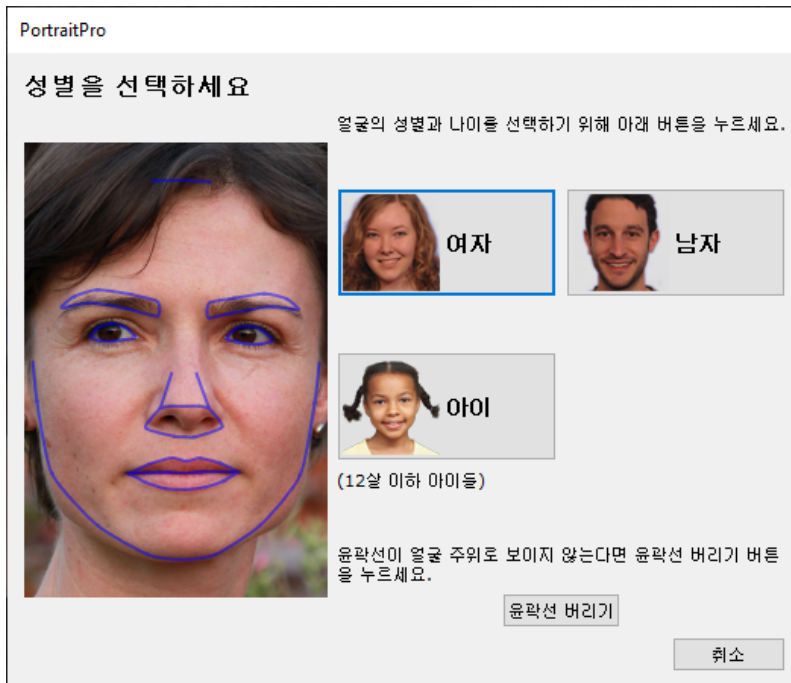 PortraitPro
성별을 선택하세요
얼굴의 성별과 나이를 선택하기 위해 아래 버튼을 누르세요.
여자
남자
아이
(12살 이하 아이들)
윤곽선이 얼굴 주위로 보이지 않는다면 윤곽선 버리기 버튼
을 누르세요.
윤곽선 버리기
취소